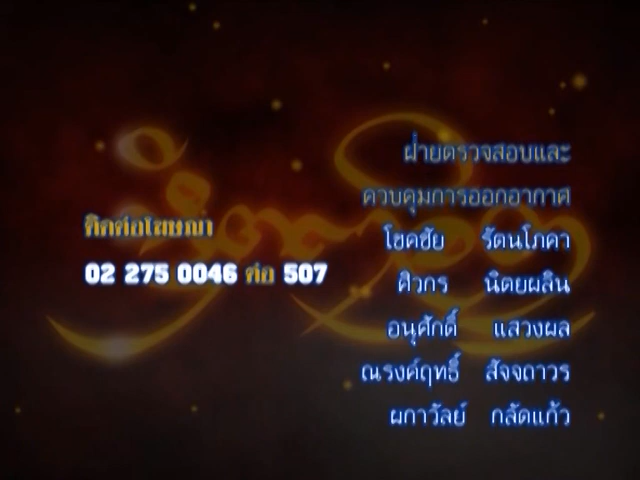 ติดต่อโฆษณา
02 275 0046 ต่อ 507
ฝ่ายตรวจสอบและ
ควบคุมการออกอากาศ
โชคชัย รัตนโภคา
ศิวกร นิตยผลิน
อนุศักดิ์ แสวงผล
ณรงค์ฤทธิ์ สัจจถาวร
ผกาวัลย์ กลัดแก้ว